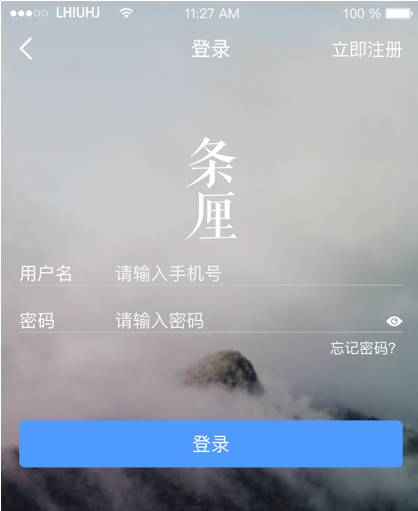 LHIUHJ 11:27 AM 100 %
登录 立即注册
条
厘
用户名 请输入手机号
密码 请输入密码
忘记密码?
登录